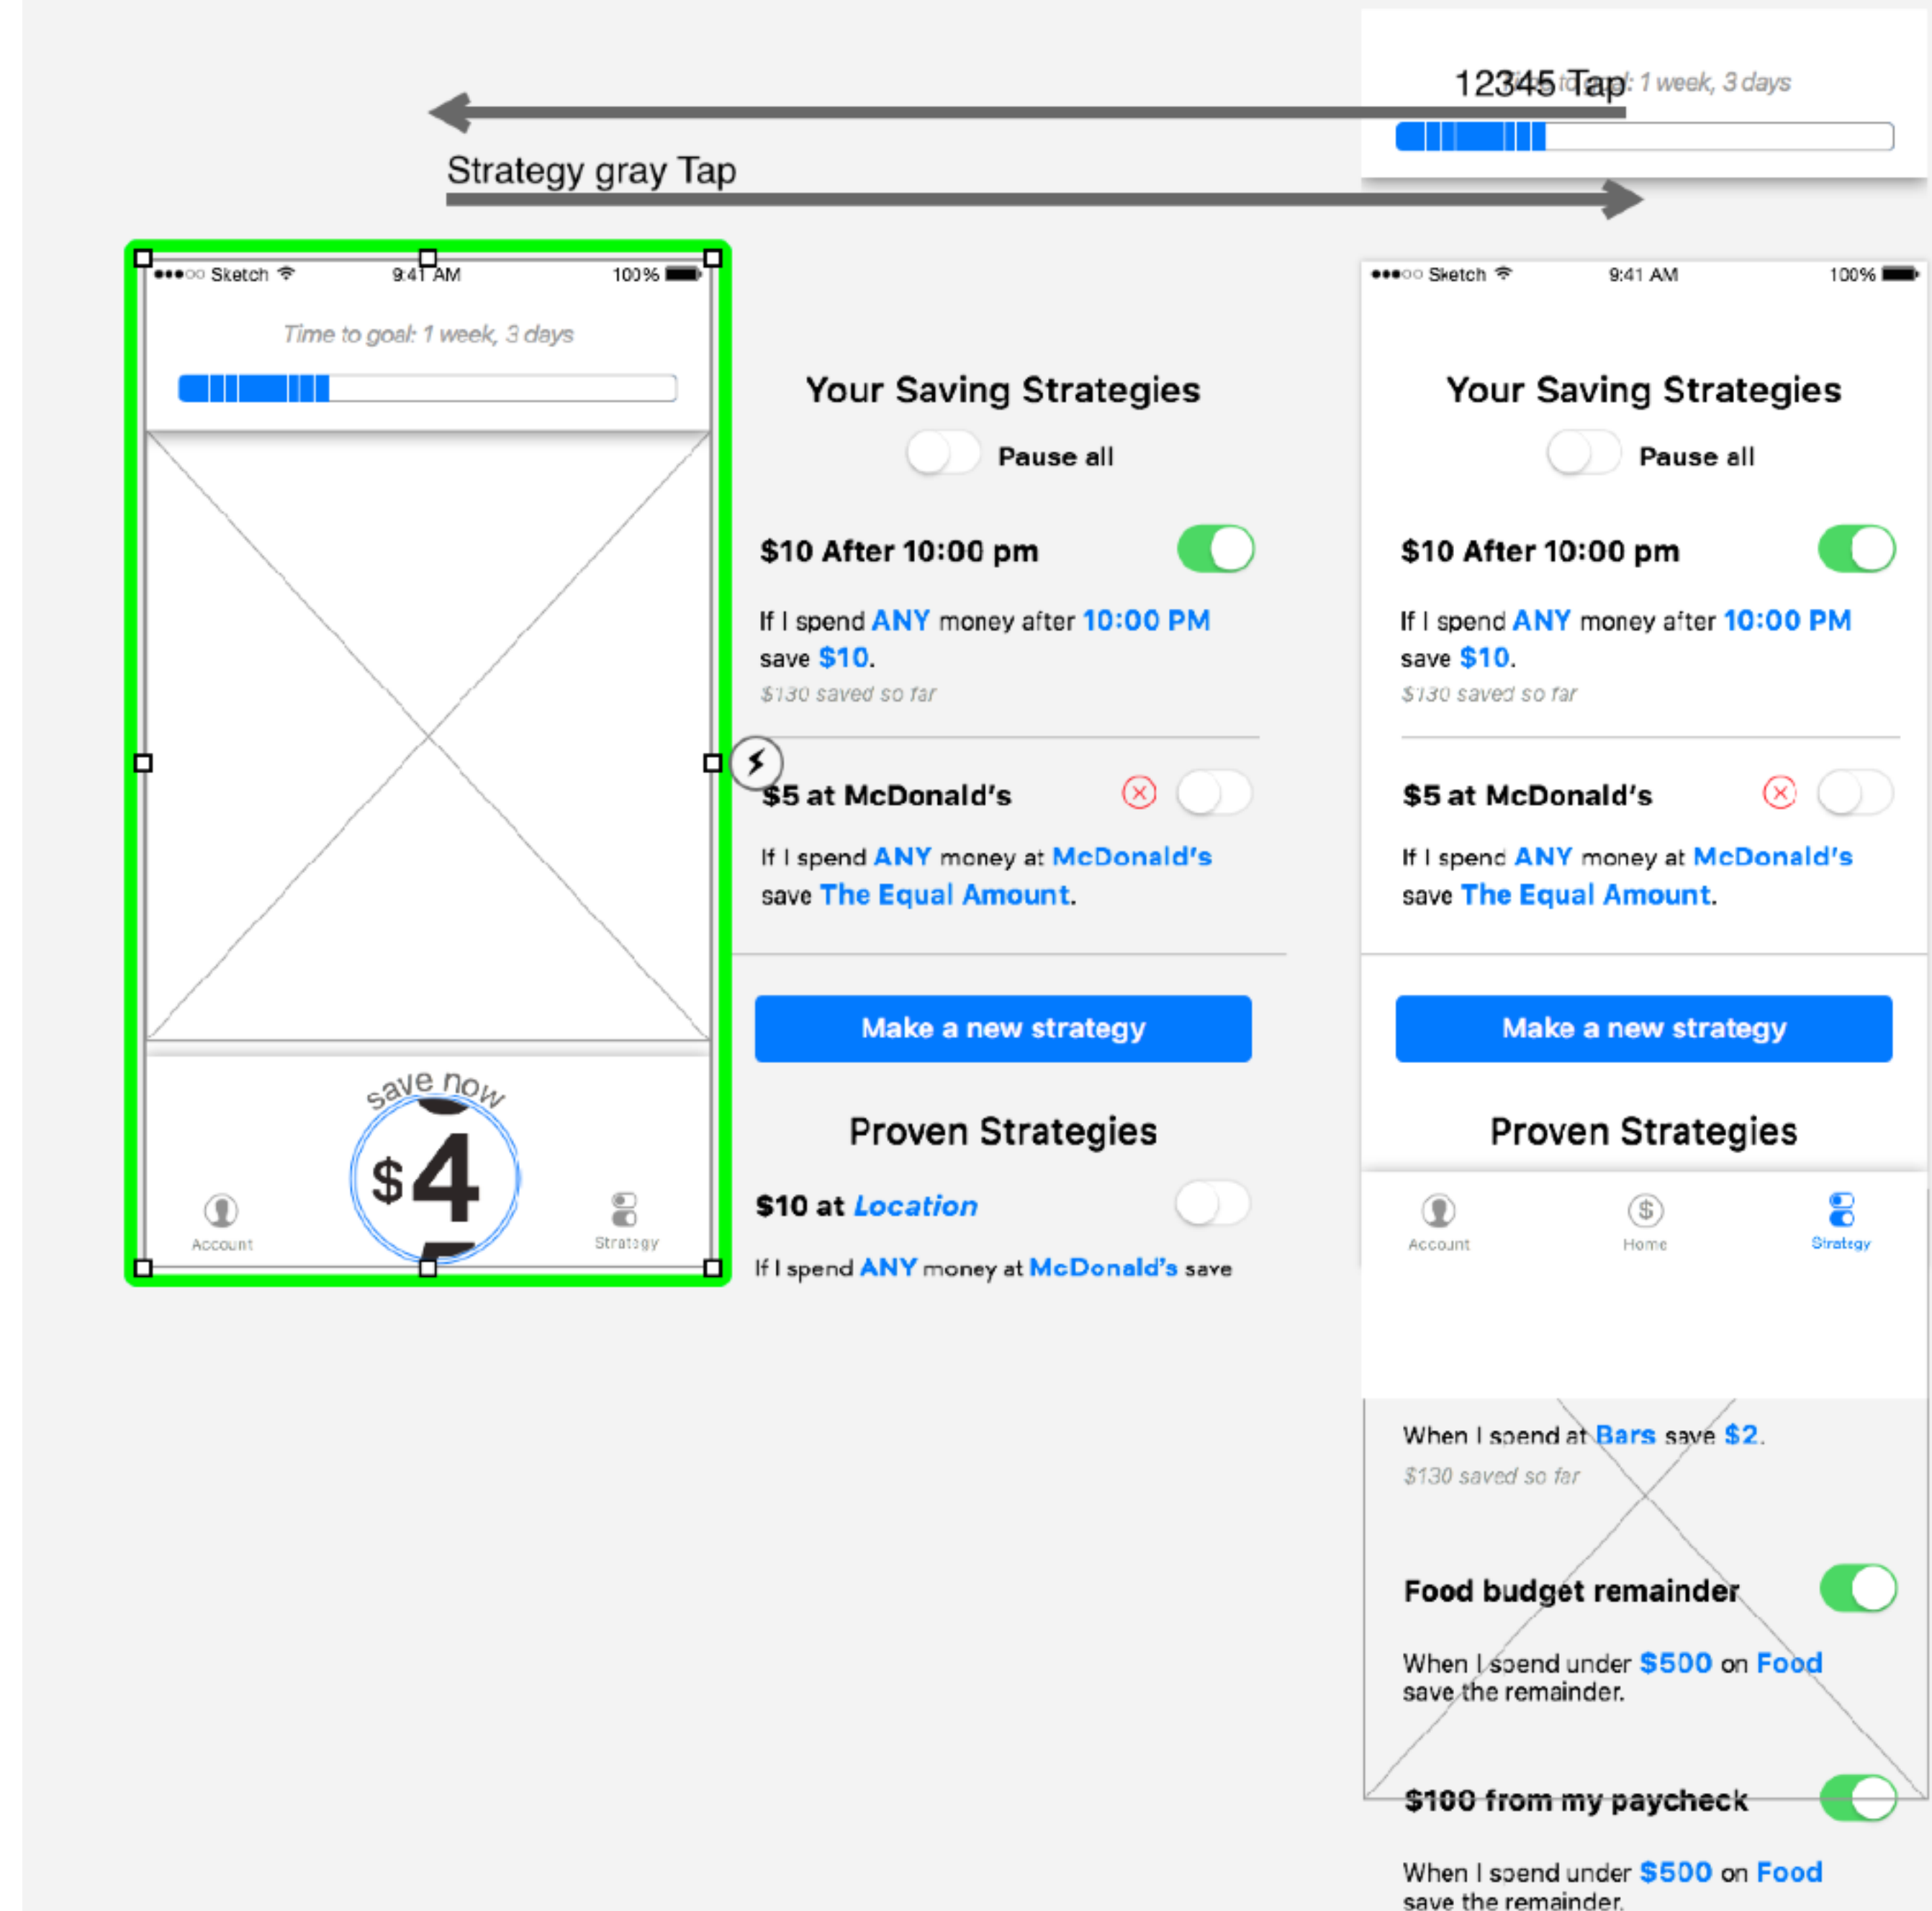 12345 Tap
Time to goal: 1 week, 3 days
Strategy gray Tap
Sketch 9:41 AM 100%
Time to goal: 1 week, 3 days
save now
$4
Account
Strategy
Your Saving Strategies
Pause all
$10 After 10:00 pm
If I spend ANY money after 10:00 PM
save $10.
$130 saved so far
$5 at McDonald's
If I spend ANY money at McDonald's
save The Equal Amount.
Make a new strategy
Proven Strategies
$10 at Location
If I spend ANY money at McDonald's save
Sketch 9:41 AM 100%
Your Saving Strategies
Pause all
$10 After 10:00 pm
If I spend ANY money after 10:00 PM
save $10.
$130 saved so far
$5 at McDonald's
If I spend ANY money at McDonald's
save The Equal Amount.
Make a new strategy
Proven Strategies
Account
Home
Strategy
When I spend at Bars save $2.
$130 saved so far
Food budget remainder
When I spend under $500 on Food
save the remainder.
$100 from my paycheck
When I spend under $500 on Food
save the remainder.